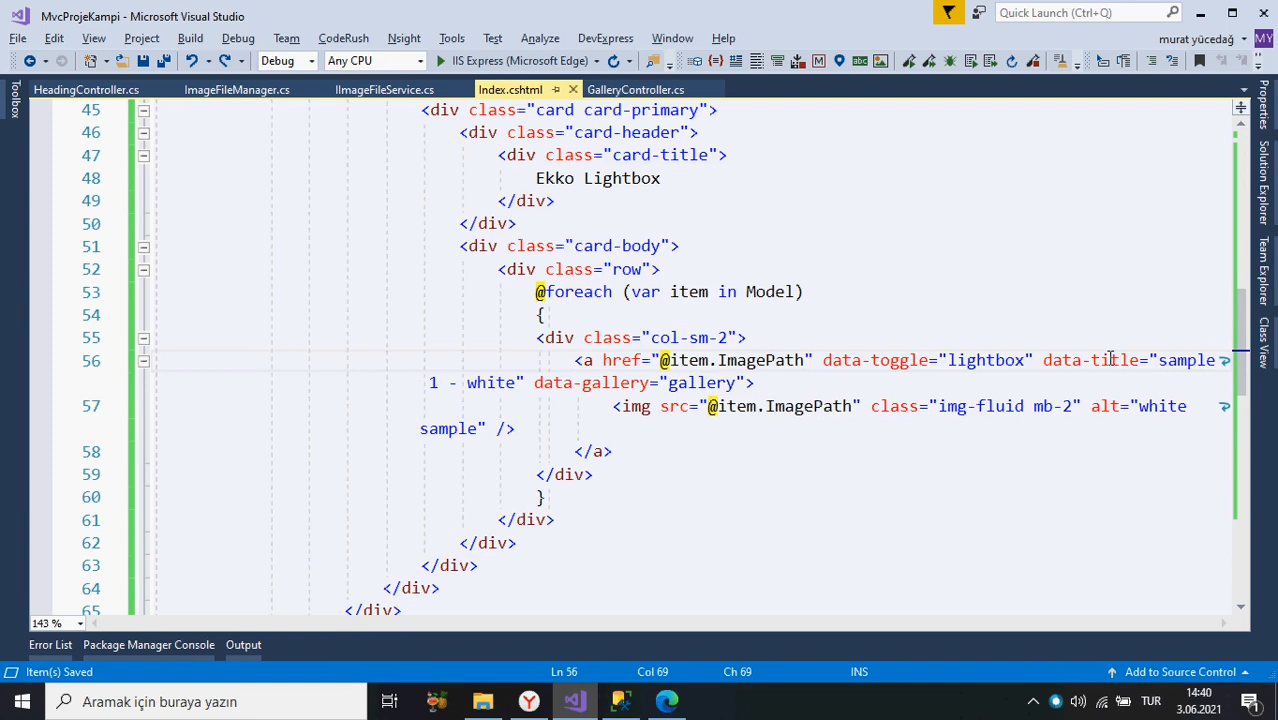 MvcProjeKampi - Microsoft Visual Studio
Quick Launch (Ctrl+Q)
File Edit View Project Build Debug Team CodeRush Nsight Tools Test Analyze DevExpress Window Help
murat yücedağ MY
Debug Any CPU IIS Express (Microsoft Edge)
HeadingController.cs ImageFileManager.cs IImageFileService.cs Index.cshtml GalleryController.cs
Toolbox
Properties
Solution Explorer
Team Explorer
Class View
45 <div class="card card-primary">
46 <div class="card-header">
47 <div class="card-title">
48 Ekko Lightbox
49 </div>
50 </div>
51 <div class="card-body">
52 <div class="row">
53 @foreach (var item in Model)
54 {
55 <div class="col-sm-2">
56 <a href="@item.ImagePath" data-toggle="lightbox" data-title="sample
1 - white" data-gallery="gallery">
57 <img src="@item.ImagePath" class="img-fluid mb-2" alt="white
sample" />
58 </a>
59 </div>
60 }
61 </div>
62 </div>
63 </div>
64 </div>
65 </div>
143 %
Error List Package Manager Console Output
Item(s) Saved Ln 56 Col 69 Ch 69 INS Add to Source Control
Aramak için buraya yazın
TUR
14:40
3.06.2021